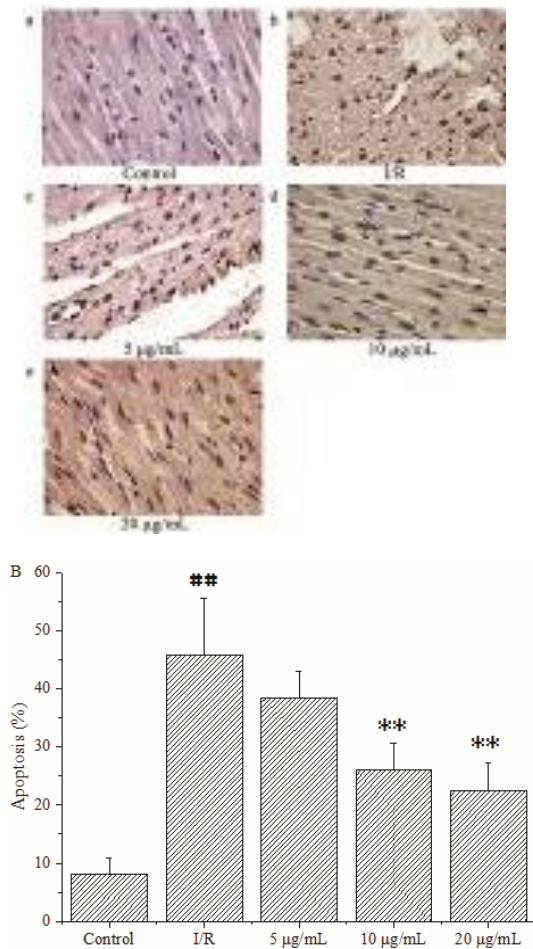 a b
Control I/R
c d
5 µg/mL 10 µg/mL
e
20 µg/mL
B
60
##
50
40
30
**
**
20
10
0
Apoptosis (%)
Control I/R 5 µg/mL 10 µg/mL 20 µg/mL